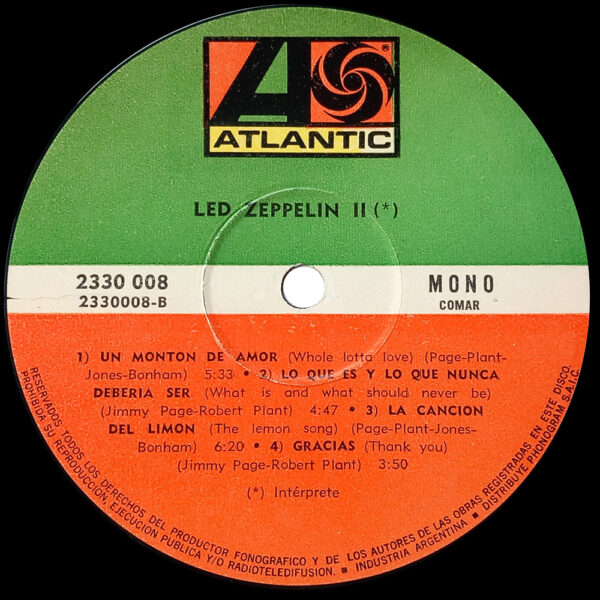 ATLANTIC
®
LED ZEPPELIN II (*)
2330 008
2330008-B
MONO
COMAR
1) UN MONTON DE AMOR (Whole lotta love) (Page-Plant-
Jones-Bonham) 5:33 • 2) LO QUE ES Y LO QUE NUNCA
DEBERIA SER (What is and what should never be)
(Jimmy Page-Robert Plant) 4:47 • 3) LA CANCION
DEL LIMON (The lemon song) (Page-Plant-Jones-
Bonham) 6:20 • 4) GRACIAS (Thank you)
(Jimmy Page-Robert Plant) 3:50
(*) Intérprete
RESERVADOS TODOS LOS DERECHOS DEL PRODUCTOR FONOGRAFICO Y DE LOS AUTORES DE LAS OBRAS REGISTRADAS EN ESTE DISCO.
PROHIBIDA SU REPRODUCCION, EJECUCION PUBLICA Y/O RADIOTELEDIFUSION. ■ INDUSTRIA ARGENTINA ■ DISTRIBUYE PHONOGRAM S.A.I.C.